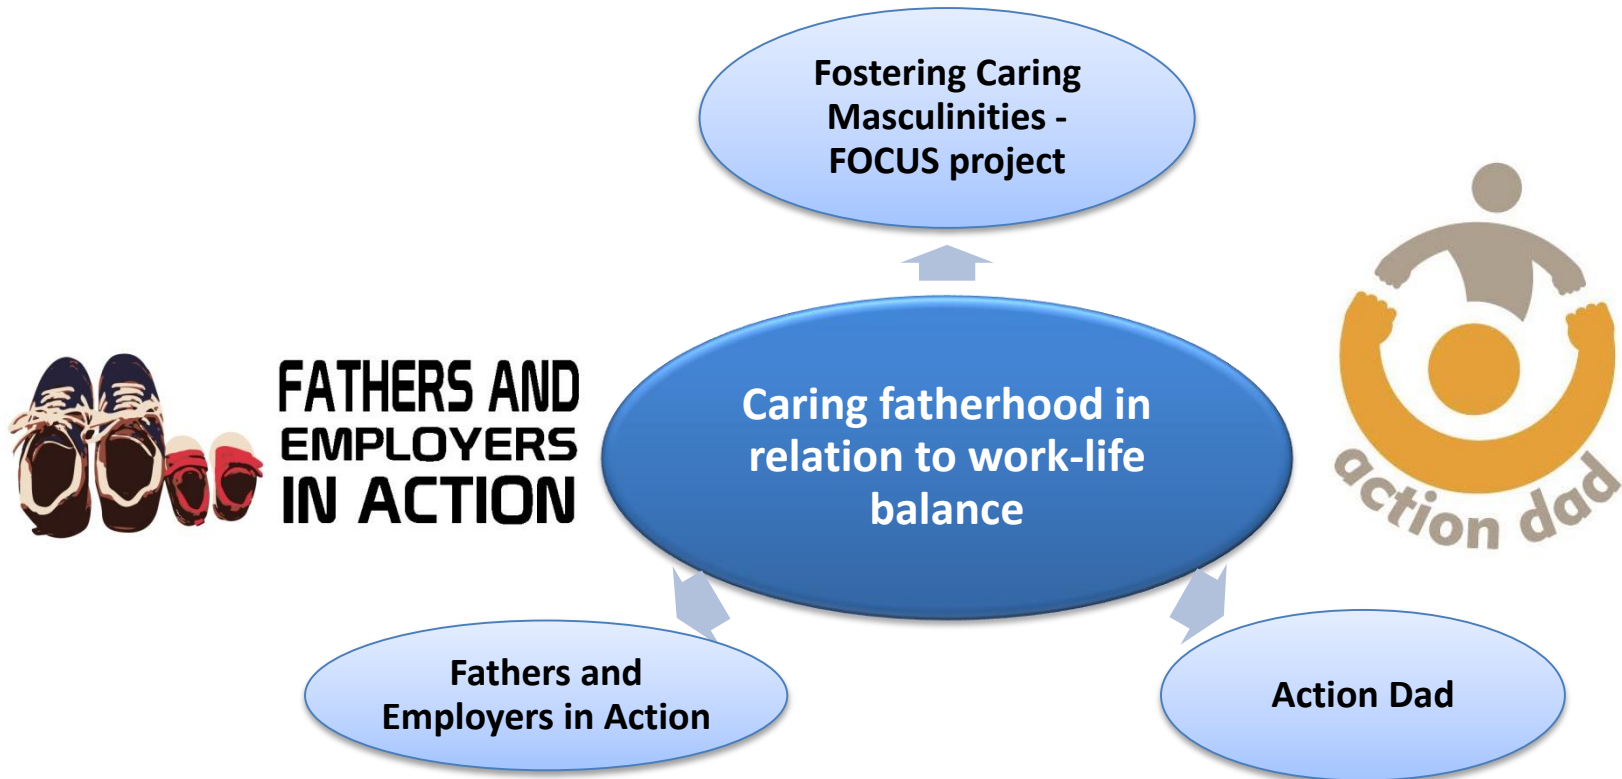 Fostering Caring
Masculinities -
FOCUS project
FATHERS AND
EMPLOYERS
IN ACTION
Caring fatherhood in
relation to work-life
balance
action dad
Fathers and
Employers in Action
Action Dad